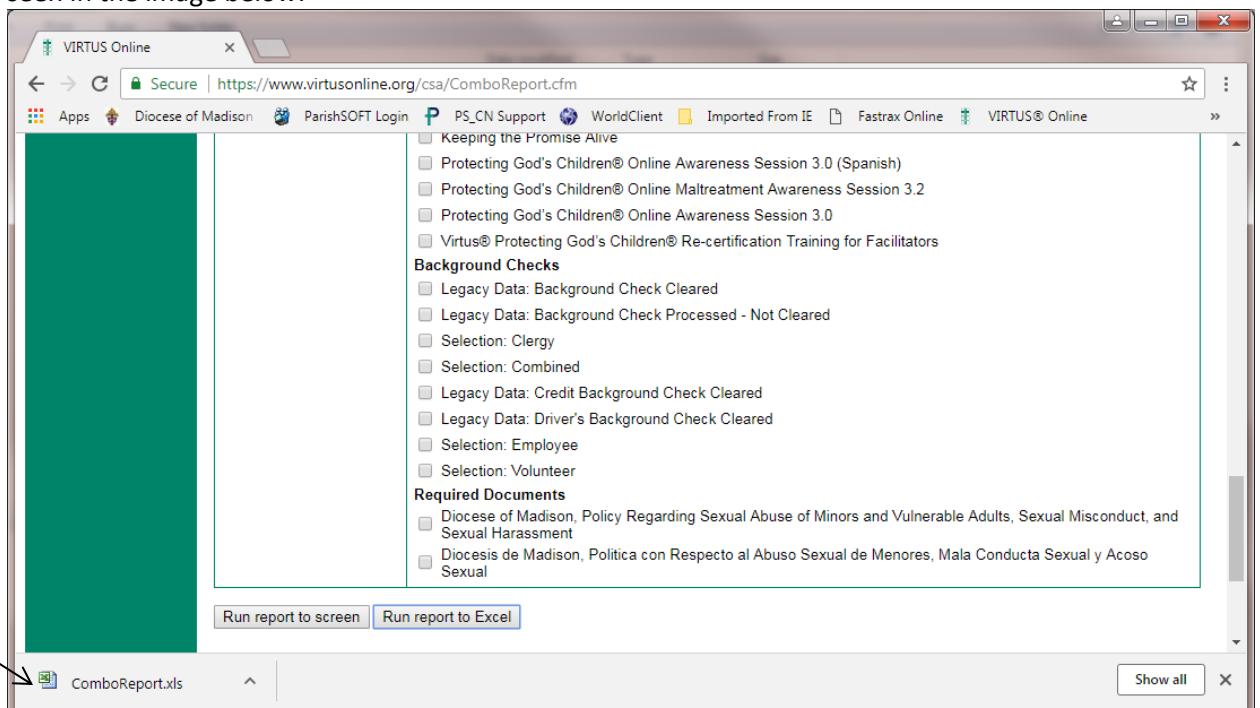 seen in the image below:
VIRTUS Online
Secure | https://www.virtusonline.org/csa/ComboReport.cfm
Apps Diocese of Madison ParishSOFT Login PS_CN Support WorldClient Imported From IE Fastrax Online VIRTUS® Online »
Keeping the Promise Alive
Protecting God's Children® Online Awareness Session 3.0 (Spanish)
Protecting God's Children® Online Maltreatment Awareness Session 3.2
Protecting God's Children® Online Awareness Session 3.0
Virtus® Protecting God's Children® Re-certification Training for Facilitators
Background Checks
Legacy Data: Background Check Cleared
Legacy Data: Background Check Processed - Not Cleared
Selection: Clergy
Selection: Combined
Legacy Data: Credit Background Check Cleared
Legacy Data: Driver's Background Check Cleared
Selection: Employee
Selection: Volunteer
Required Documents
Diocese of Madison, Policy Regarding Sexual Abuse of Minors and Vulnerable Adults, Sexual Misconduct, and
Sexual Harassment
Diocesis de Madison, Politica con Respecto al Abuso Sexual de Menores, Mala Conducta Sexual y Acoso
Sexual
Run report to screen Run report to Excel
ComboReport.xls Show all